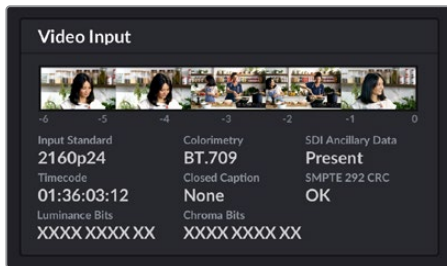 Video Input
-6 -5 -4 -3 -2 -1 0
Input Standard Colorimetry SDI Ancillary Data
2160p24 BT.709 Present
Timecode Closed Caption SMPTE 292 CRC
01:36:03:12 None OK
Luminance Bits Chroma Bits
XXXX XXXX XX XXXX XXXX XX